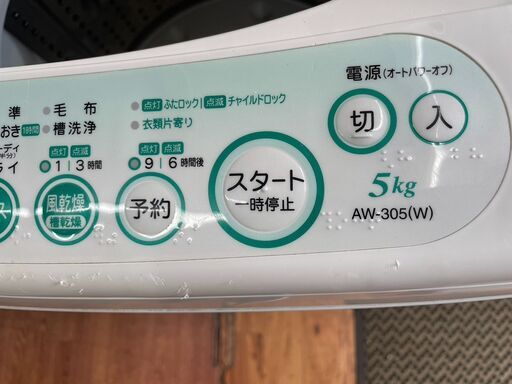 電源(オートパワーオフ)
切 入
準 ●毛 布
おき 1時間 ●槽洗浄
ライ
●点灯 ふたロック 点滅 チャイルドロック
●衣類片寄り
点灯 点滅
●1 3時間
点灯 点滅
●9 6時間後
風乾燥
槽乾燥
予約
スタート
一時停止
5kg
AW-305(W)